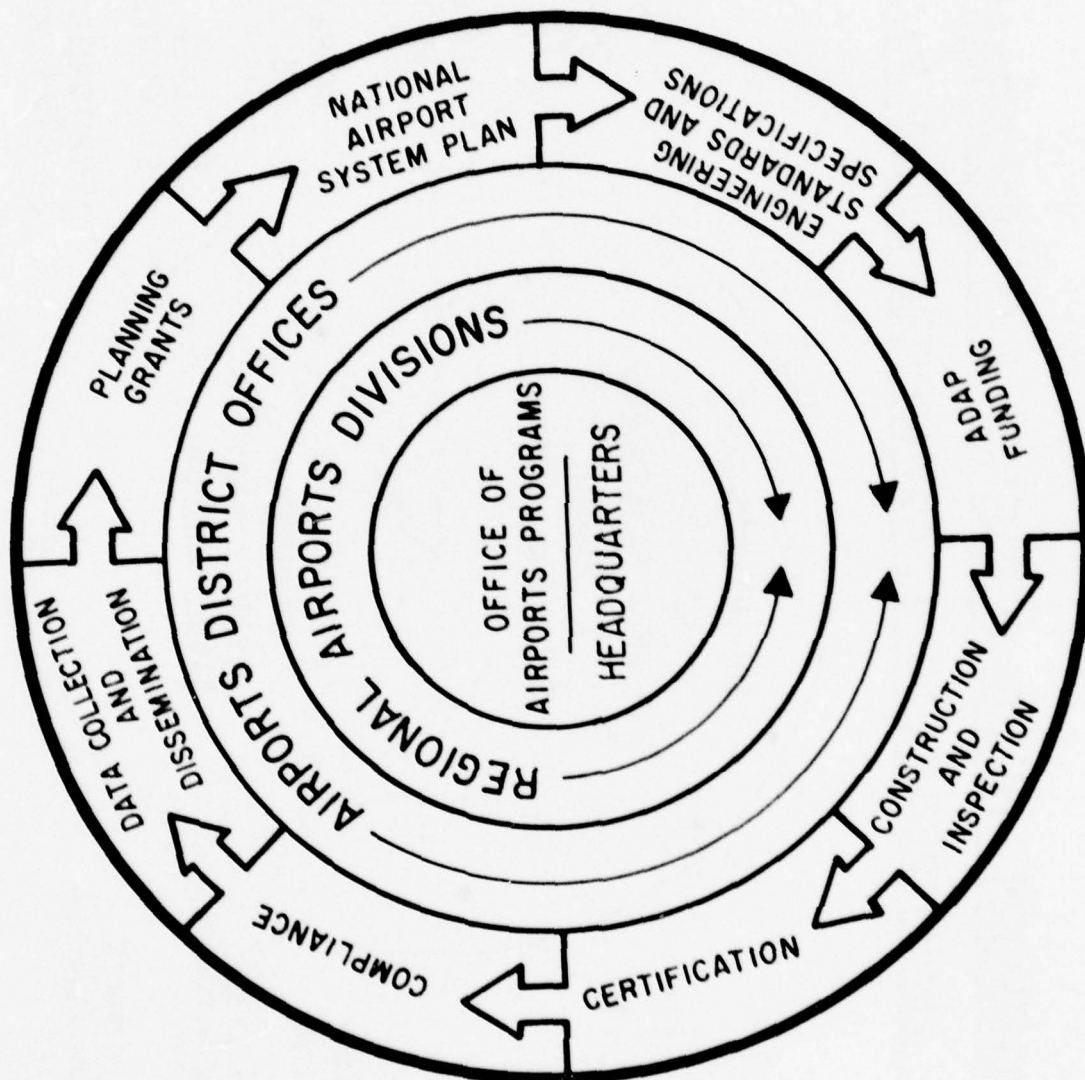 NATIONAL
AIRPORT
SYSTEM PLAN
ENGINEERING
STANDARDS AND
SPECIFICATIONS
ADAP
FUNDING
CONSTRUCTION
AND
INSPECTION
CERTIFICATION
COMPLIANCE
DATA COLLECTION
AND
DISSEMINATION
PLANNING
GRANTS
AIRPORTS DISTRICT OFFICES
REGIONAL AIRPORTS DIVISIONS
OFFICE OF
AIRPORTS PROGRAMS
HEADQUARTERS